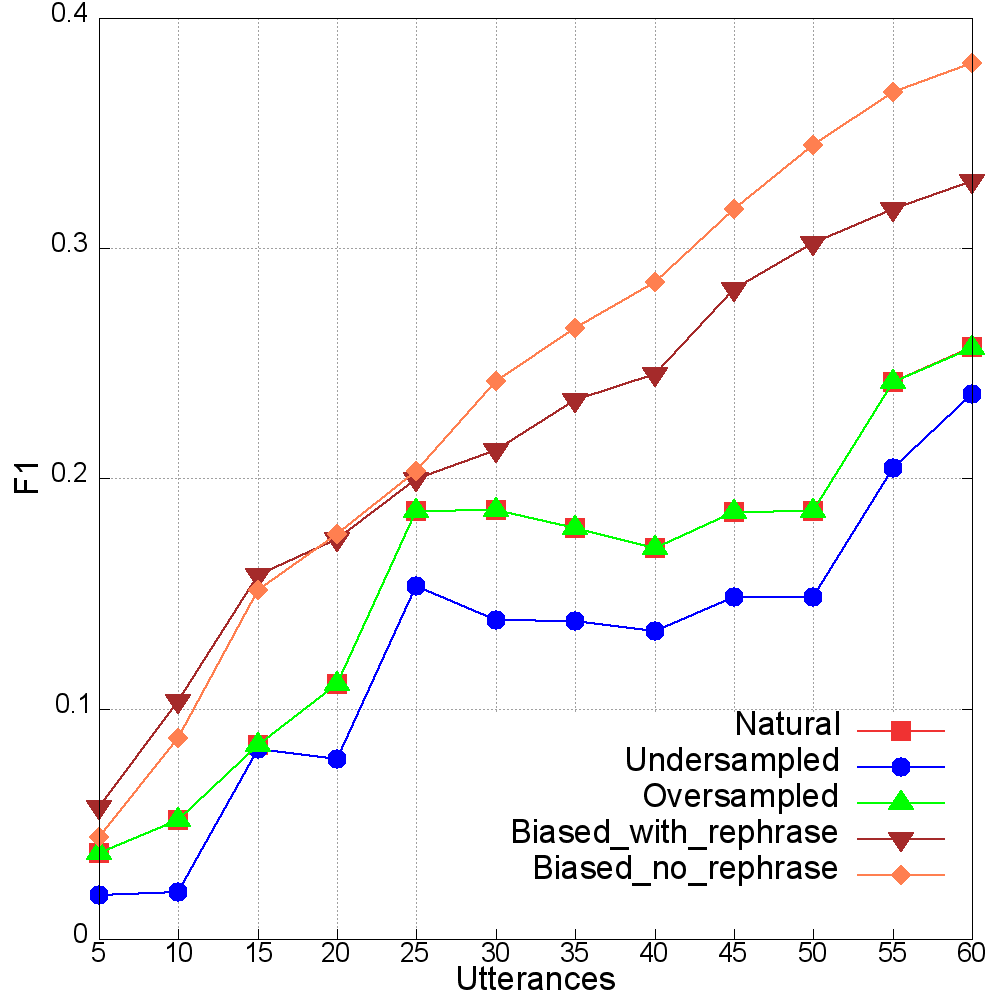 0.4
0.3
0.2
0.1
0
F1
5 10 15 20 25 30 35 40 45 50 55 60
Utterances
Natural
Undersampled
Oversampled
Biased_with_rephrase
Biased_no_rephrase